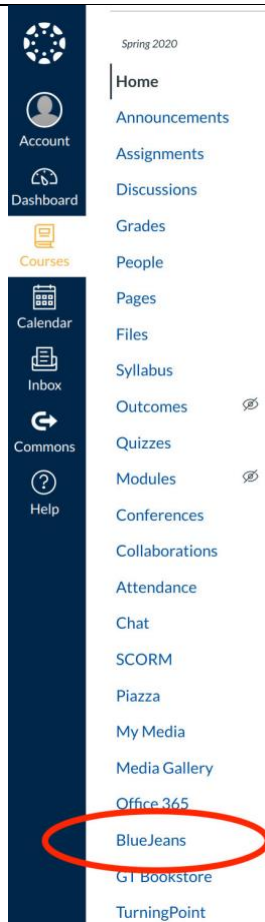 Account
Dashboard
Courses
Calendar
Inbox
Commons
Help
Spring 2020
Home
Announcements
Assignments
Discussions
Grades
People
Pages
Files
Syllabus
Outcomes
Quizzes
Modules
Conferences
Collaborations
Attendance
Chat
SCORM
Piazza
My Media
Media Gallery
Office 365
BlueJeans
GT Bookstore
TurningPoint